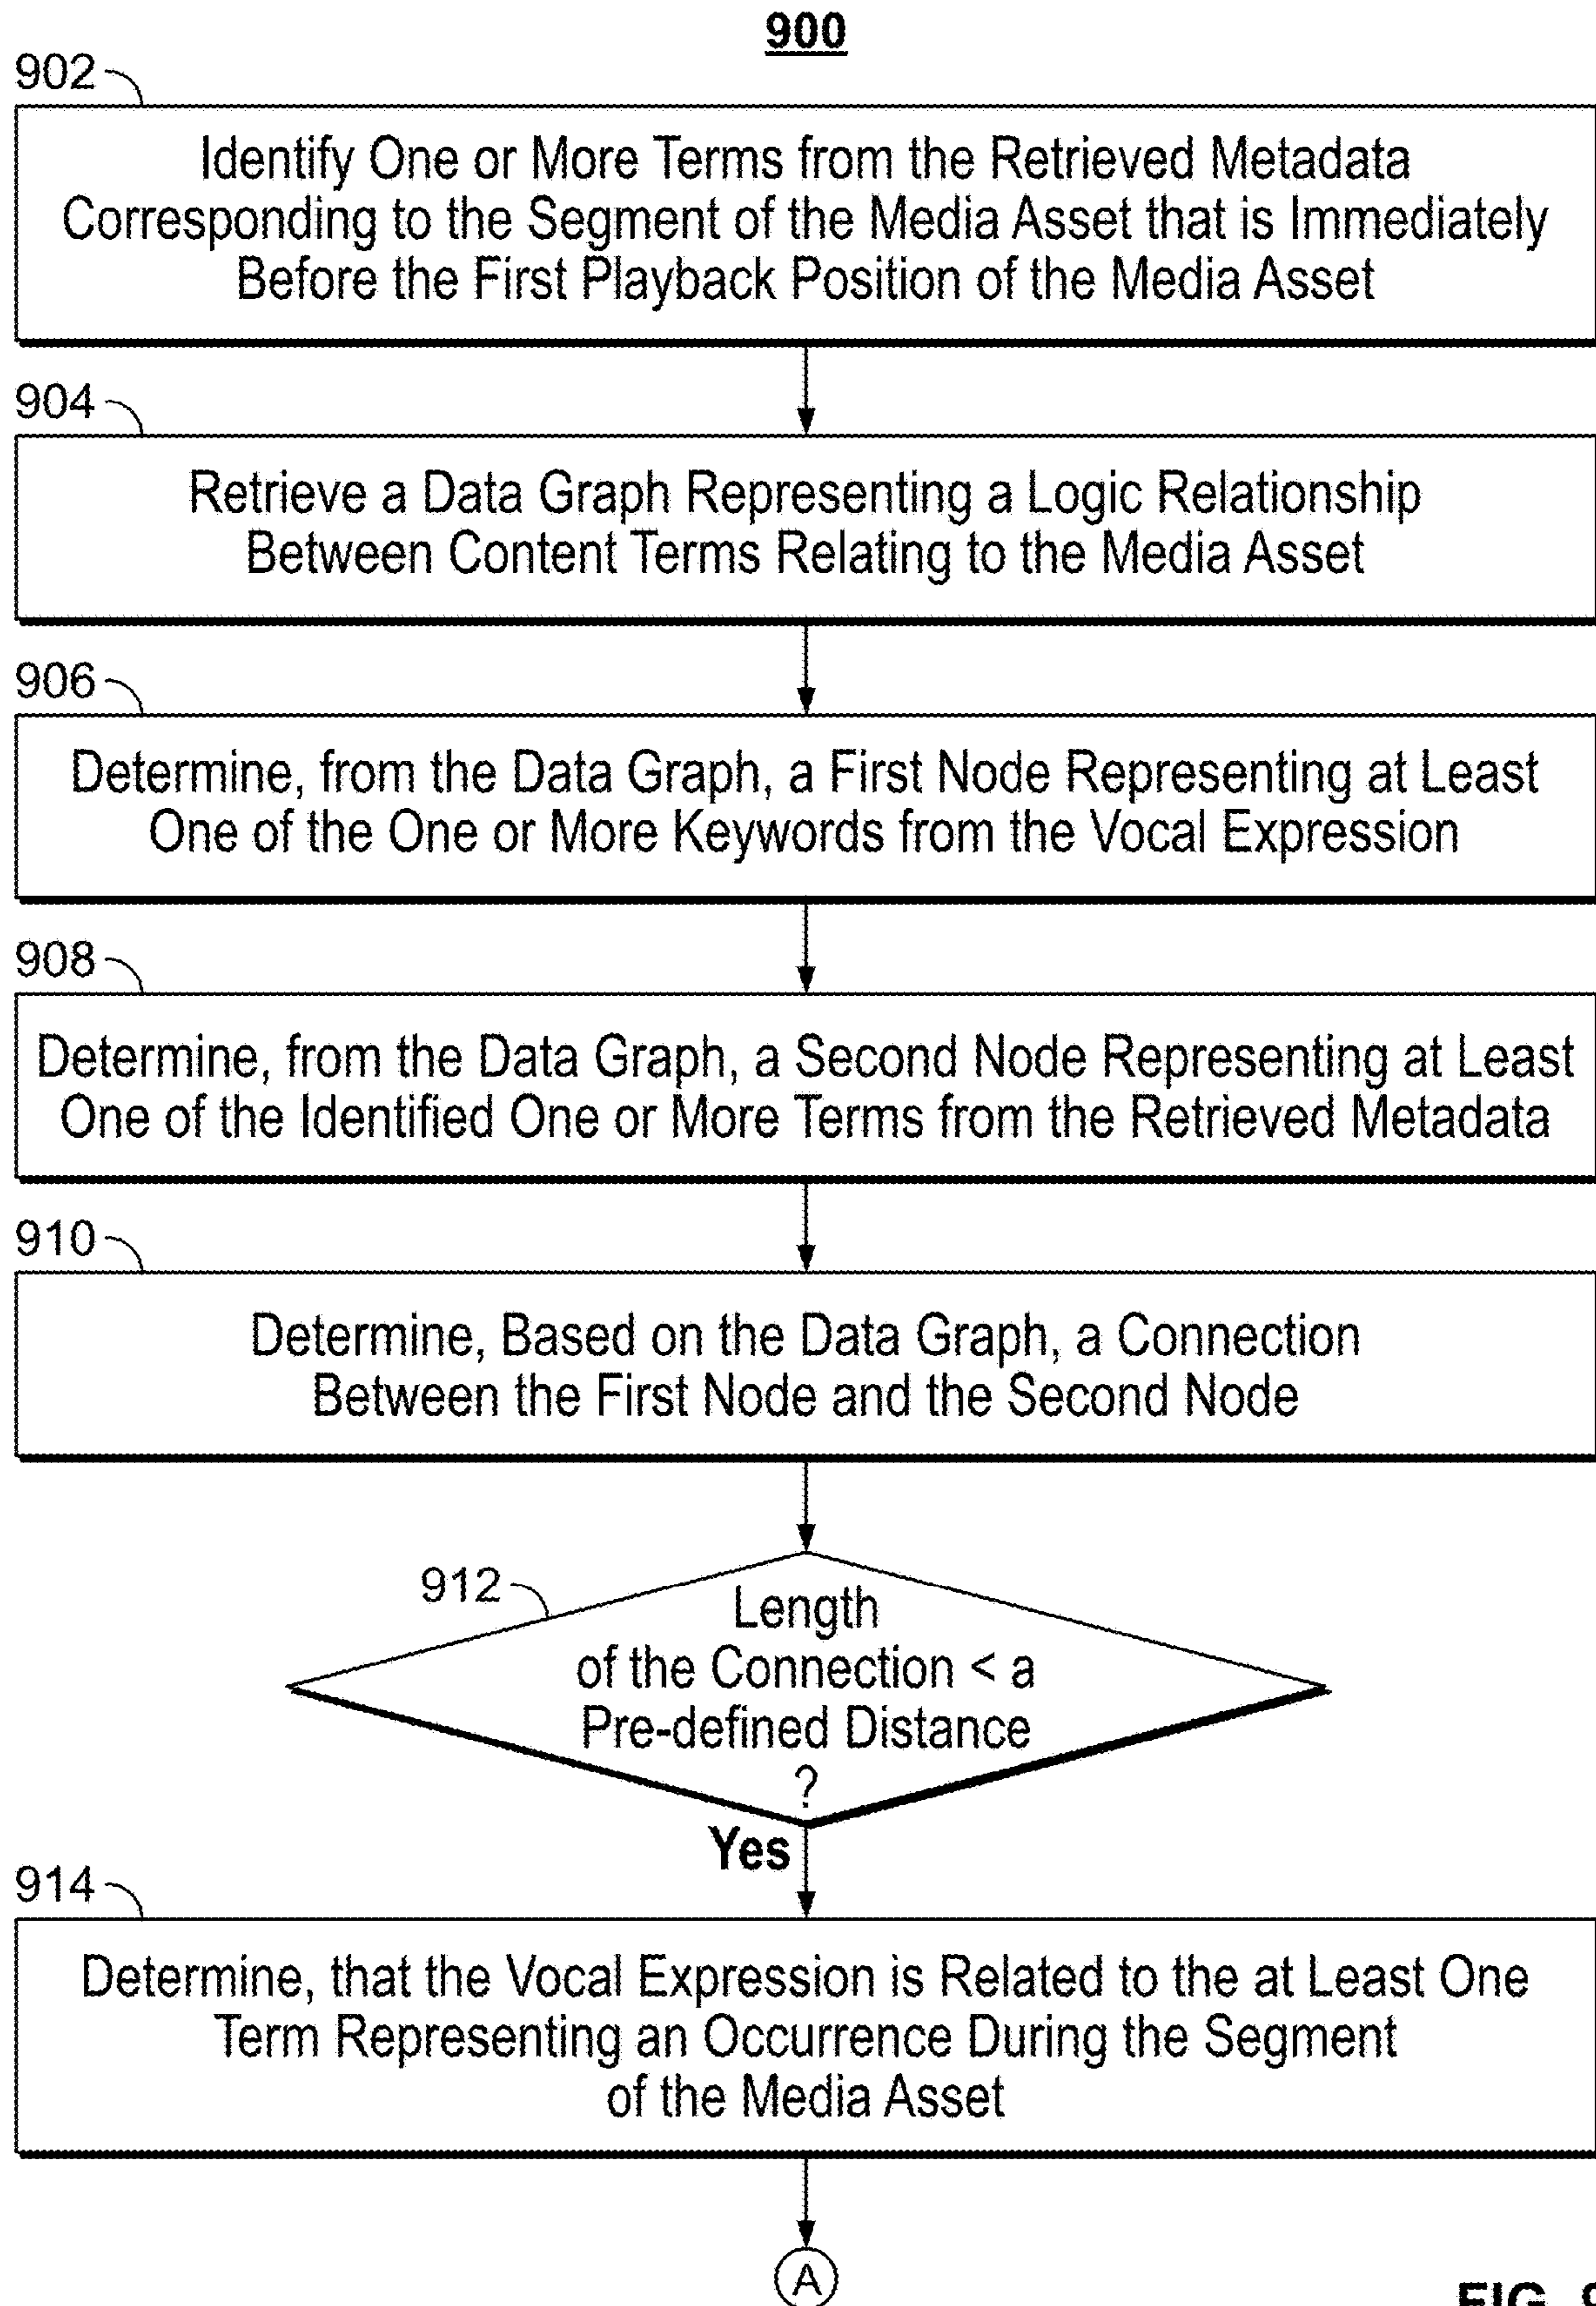 900
902
Identify One or More Terms from the Retrieved Metadata
Corresponding to the Segment of the Media Asset that is Immediately
Before the First Playback Position of the Media Asset
904
Retrieve a Data Graph Representing a Logic Relationship
Between Content Terms Relating to the Media Asset
906
Determine, from the Data Graph, a First Node Representing at Least
One of the One or More Keywords from the Vocal Expression
908
Determine, from the Data Graph, a Second Node Representing at Least
One of the Identified One or More Terms from the Retrieved Metadata
910
Determine, Based on the Data Graph, a Connection
Between the First Node and the Second Node
912
Length
of the Connection < a
Pre-defined Distance
?
Yes
914
Determine, that the Vocal Expression is Related to the at Least One
Term Representing an Occurrence During the Segment
of the Media Asset
A
FIG. 9